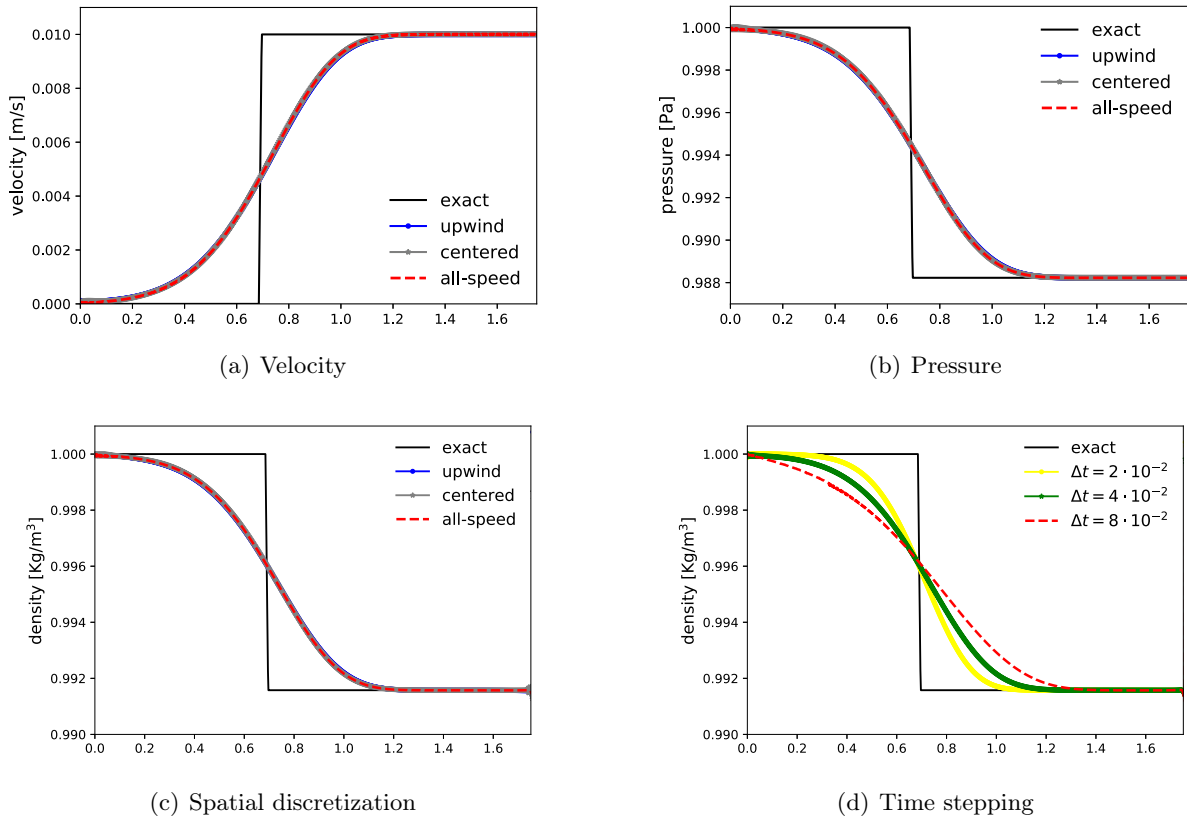 0.010
0.008
0.006
0.004
0.002
0.000
velocity [m/s]
0.0 0.2 0.4 0.6 0.8 1.0 1.2 1.4 1.6
exact
upwind
centered
all-speed
(a) Velocity
1.000
0.998
0.996
0.994
0.992
0.990
0.988
pressure [Pa]
0.0 0.2 0.4 0.6 0.8 1.0 1.2 1.4 1.6
exact
upwind
centered
all-speed
(b) Pressure
1.000
0.998
0.996
0.994
0.992
0.990
density [Kg/m³]
0.0 0.2 0.4 0.6 0.8 1.0 1.2 1.4 1.6
exact
upwind
centered
all-speed
(c) Spatial discretization
1.000
0.998
0.996
0.994
0.992
0.990
density [Kg/m³]
0.0 0.2 0.4 0.6 0.8 1.0 1.2 1.4 1.6
exact
Δt = 2 · 10⁻²
Δt = 4 · 10⁻²
Δt = 8 · 10⁻²
(d) Time stepping